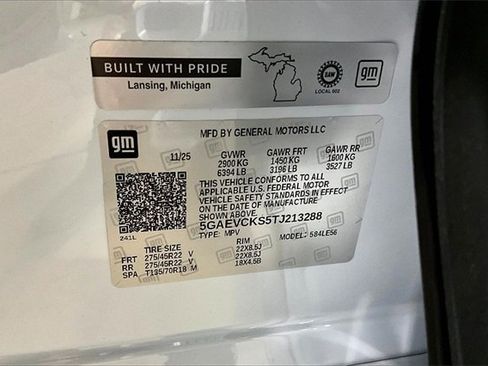 BUILT WITH PRIDE
Lansing, Michigan
UAW
LOCAL 602
gm
gm
MFD BY GENERAL MOTORS LLC
11/25 GVWR GAWR FRT GAWR RR
2900 KG 1450 KG 1600 KG
6394 LB 3196 LB 3527 LB
THIS VEHICLE CONFORMS TO ALL
APPLICABLE U.S. FEDERAL MOTOR
VEHICLE SAFETY STANDARDS IN EFFECT
ON THE DATE OF MANUFACTURE
SHOWN ABOVE.
5GAEVCKS5TJ213288
TYPE: MPV MODEL: 584LE56
241L
TIRE SIZE RIM
FRT 275/45R22 V 22X8.5J
RR 275/45R22 V 22X8.5J
SPA T135/70R18 M 18X4.5B